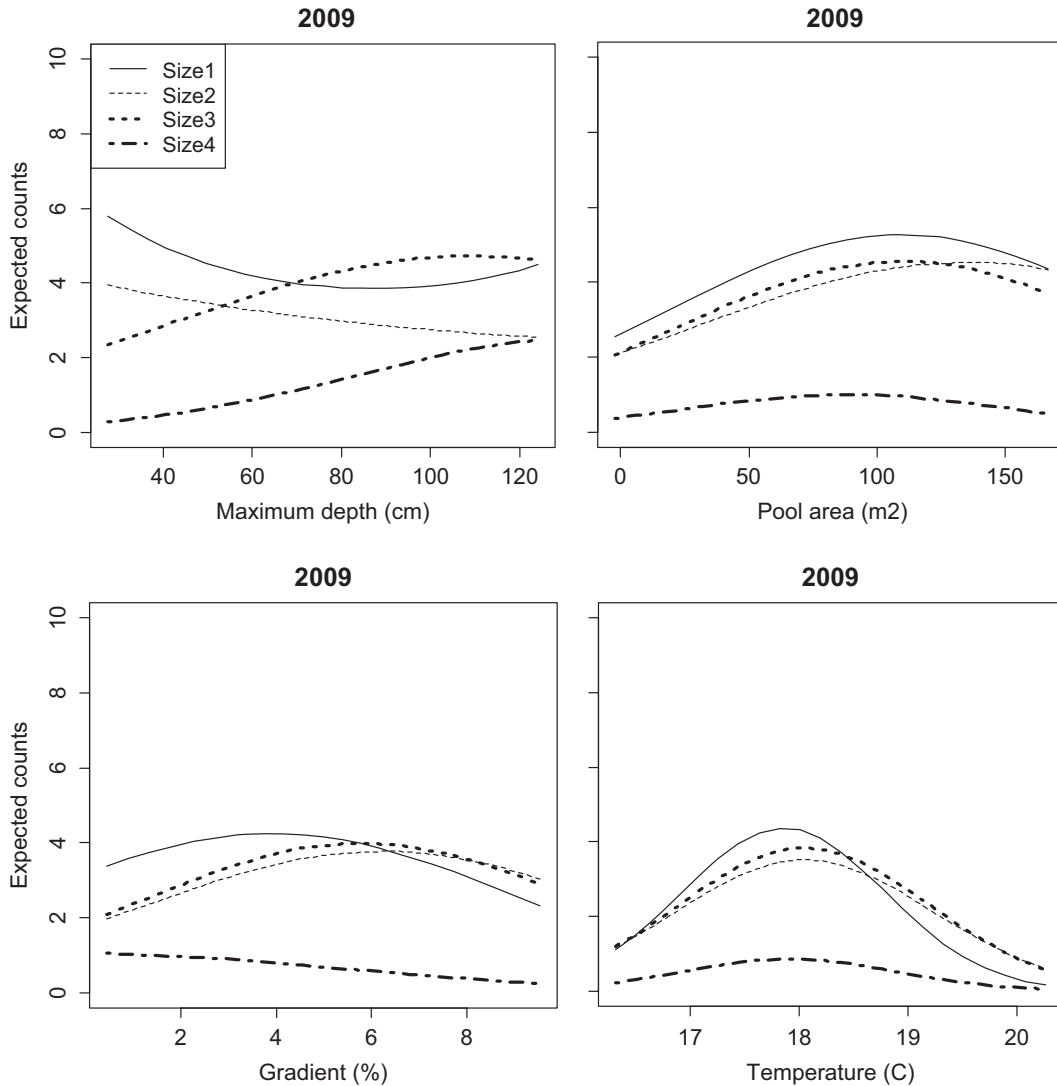 2009
10
8
6
4
2
0
Expected counts
Size1
Size2
Size3
Size4
40 60 80 100 120
Maximum depth (cm)
2009
0 50 100 150
Pool area (m2)
2009
10
8
6
4
2
0
Expected counts
2 4 6 8
Gradient (%)
2009
17 18 19 20
Temperature (C)